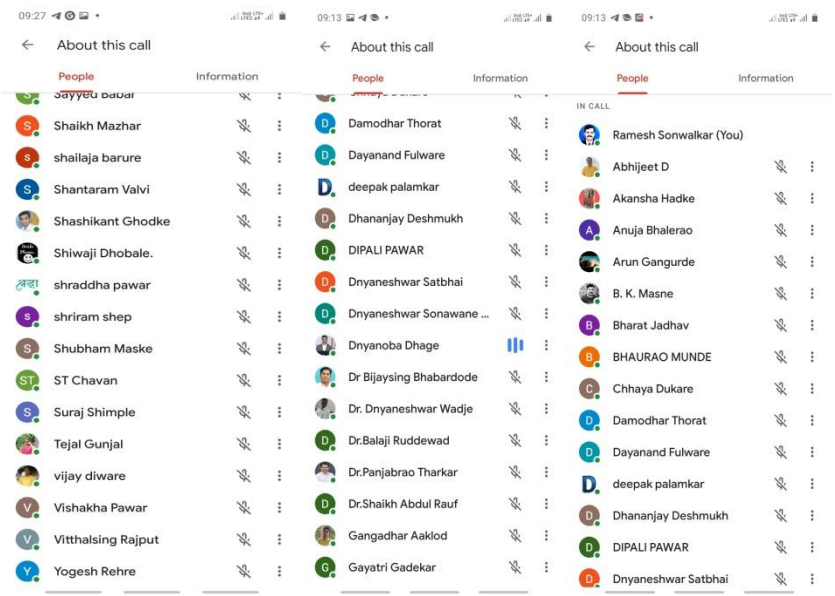 09:27
About this call
People Information
Sayyed Babar
S Shaikh Mazhar
s shailaja barure
S Shantaram Valvi
Shashikant Ghodke
Shiwaji Dhobale.
श्रद्धा shraddha pawar
s shriram shep
S Shubham Maske
ST ST Chavan
S Suraj Shimple
Tejal Gunjal
vijay diware
V Vishakha Pawar
V Vitthalsing Rajput
Y Yogesh Rehre
09:13
About this call
People Information
D Damodhar Thorat
D Dayanand Fulware
D. deepak palamkar
D Dhananjay Deshmukh
D DIPALI PAWAR
D Dnyaneshwar Satbhai
D Dnyaneshwar Sonawane ...
Dnyanoba Dhage
Dr Bijaysing Bhabardode
Dr. Dnyaneshwar Wadje
D Dr.Balaji Ruddewad
Dr.Panjabrao Tharkar
D Dr.Shaikh Abdul Rauf
Gangadhar Aaklod
G Gayatri Gadekar
09:13
About this call
People Information
IN CALL
Ramesh Sonwalkar (You)
Abhijeet D
Akansha Hadke
A Anuja Bhalerao
Arun Gangurde
B. K. Masne
B Bharat Jadhav
B BHAURAO MUNDE
C Chhaya Dukare
D Damodhar Thorat
D Dayanand Fulware
D. deepak palamkar
D Dhananjay Deshmukh
D DIPALI PAWAR
D Dnyaneshwar Satbhai